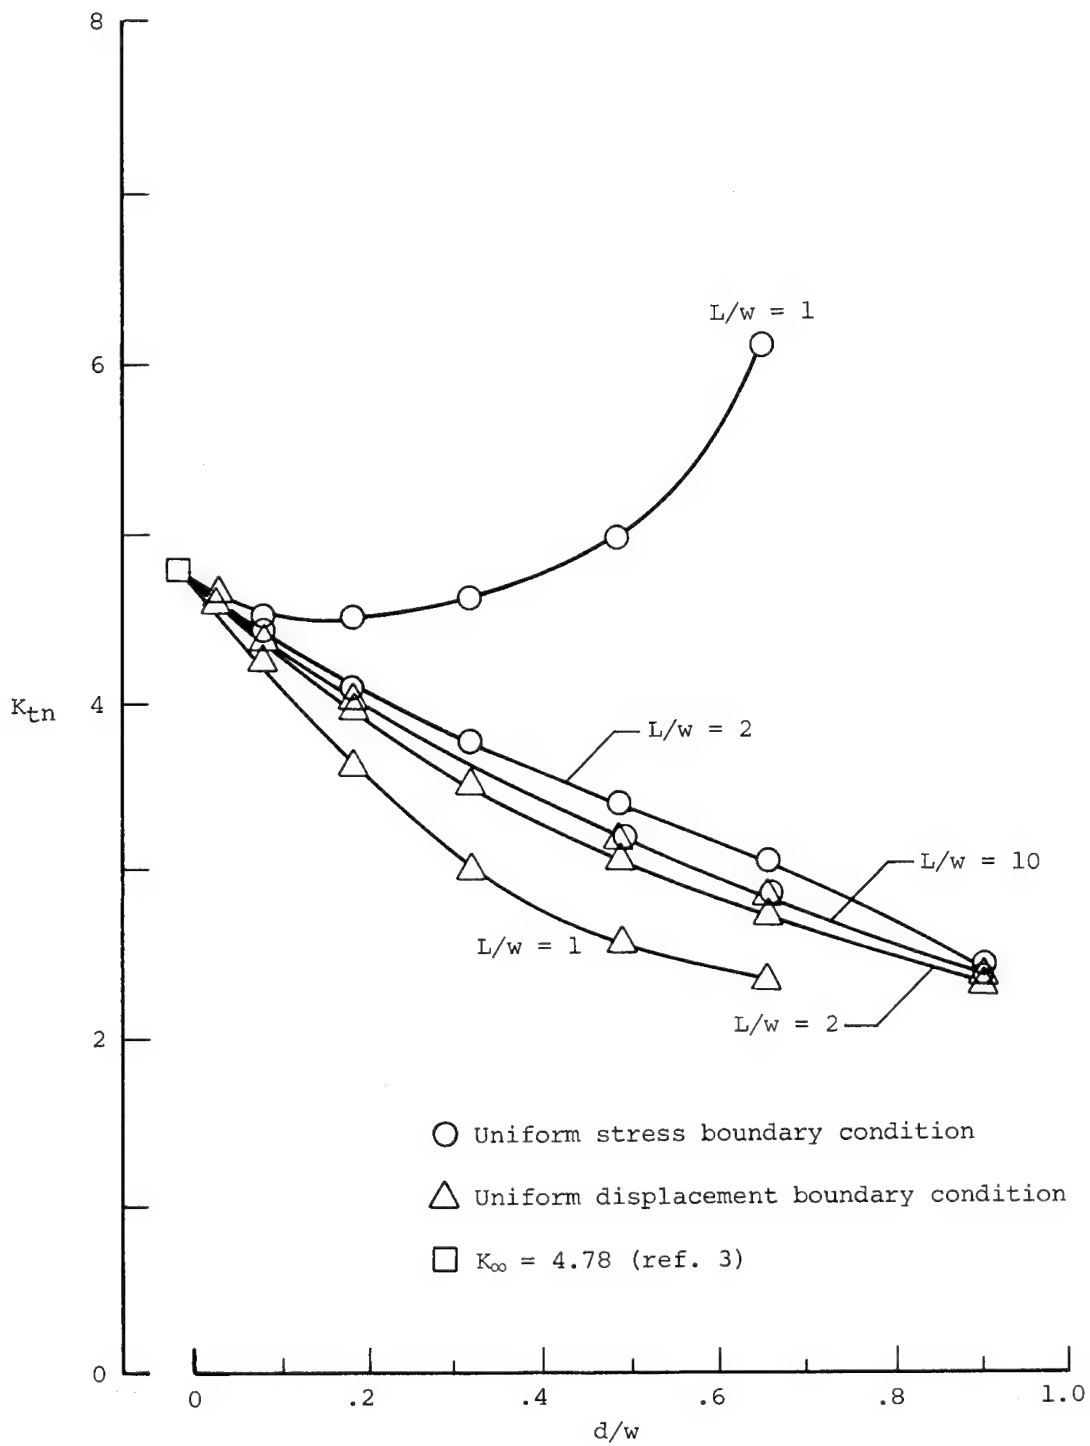 8
L/w = 1
6
K_tn
4
L/w = 2
L/w = 10
L/w = 1
L/w = 2
2
Uniform stress boundary condition
Uniform displacement boundary condition
K∞ = 4.78 (ref. 3)
0
0 .2 .4 .6 .8 1.0
d/w